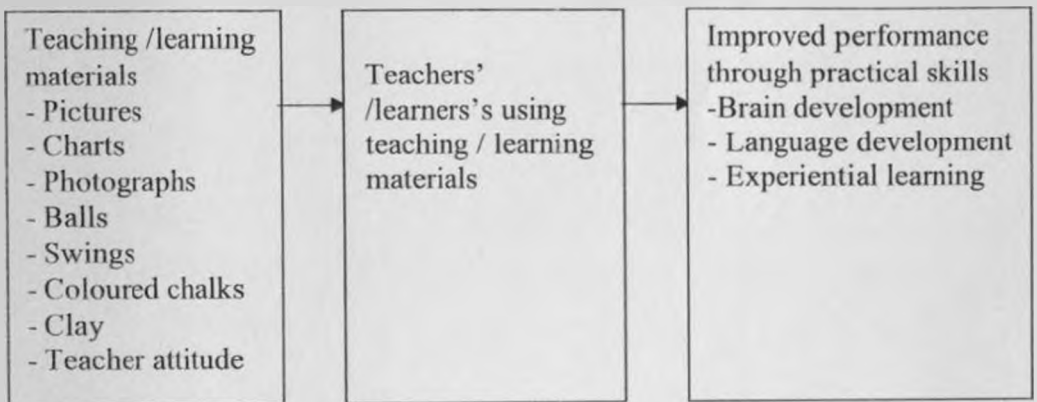 Teaching /learning
materials
- Pictures
- Charts
- Photographs
- Balls
- Swings
- Coloured chalks
- Clay
- Teacher attitude
Teachers'
/learners's using
teaching / learning
materials
Improved performance
through practical skills
-Brain development
- Language development
- Experiential learning